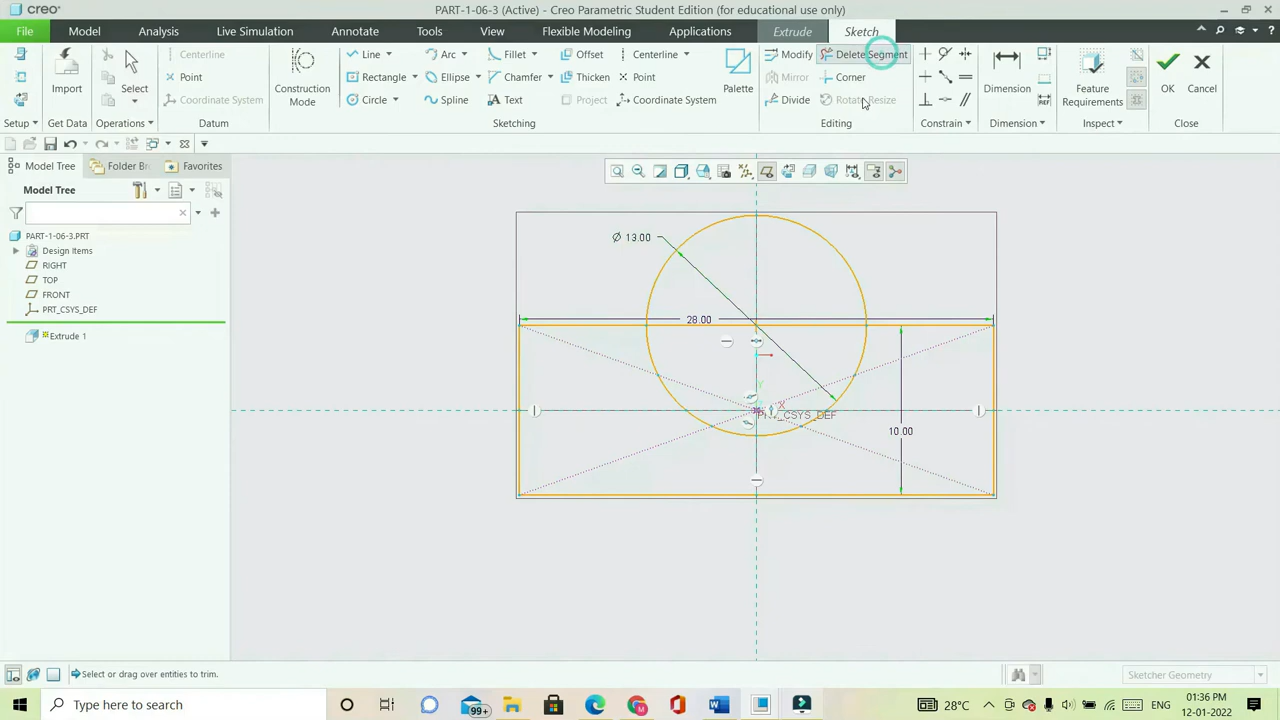 creo
PART-1-06-3 (Active) - Creo Parametric Student Edition (for educational use only)
File Model Analysis Live Simulation Annotate Tools View Flexible Modeling Applications Extrude Sketch
Centerline
Point
Coordinate System
Import
Select
Construction
Mode
Line Arc Fillet Offset Centerline
Rectangle Ellipse Chamfer Thicken Point
Circle Spline Text Project Coordinate System
Palette
Modify Delete Segment
Mirror Corner
Divide Rotate Resize
Dimension
Feature
Requirements
OK Cancel
Setup Get Data Operations Datum Sketching Editing Constrain Dimension Inspect Close
Model Tree Favorites
Model Tree
PART-1-06-3.PRT
Design Items
RIGHT
TOP
FRONT
PRT_CSYS_DEF
Extrude 1
Ø 13.00
28.00
Y
X
PRT_CSYS_DEF
10.00
Select or drag over entities to trim.
Sketcher Geometry
Type here to search
99+
28°C
ENG
01:36 PM
12-01-2022